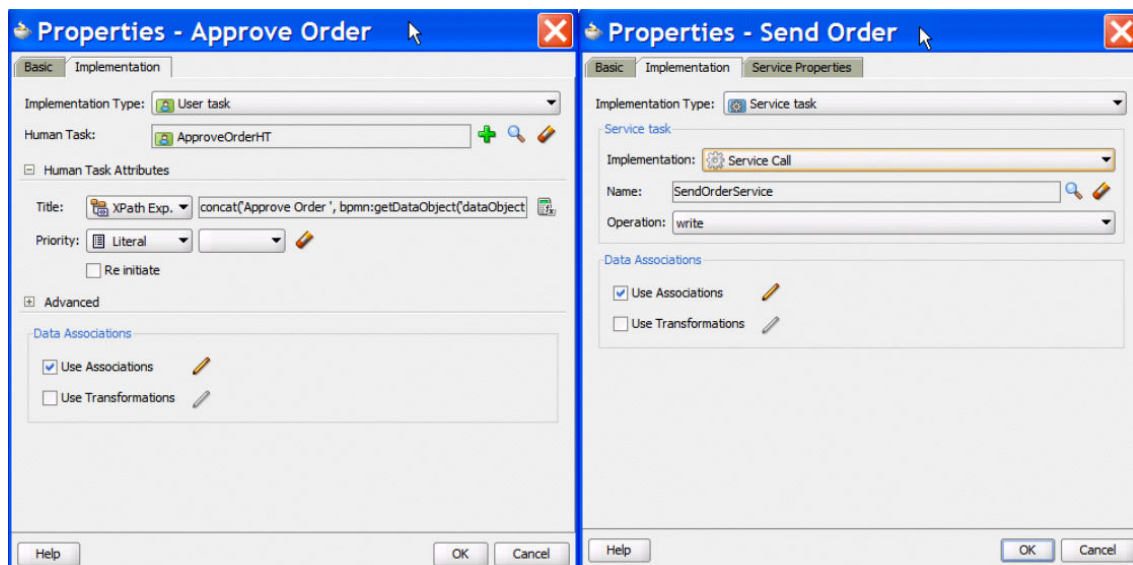 Properties - Approve Order
Basic Implementation
Implementation Type: User task
Human Task: ApproveOrderHT
Human Task Attributes
Title: XPath Exp. concat('Approve Order ', bpmn:getDataObject('dataObject
Priority: Literal
Re initiate
Advanced
Data Associations
Use Associations
Use Transformations
Help OK Cancel
Properties - Send Order
Basic Implementation Service Properties
Implementation Type: Service task
Service task
Implementation: Service Call
Name: SendOrderService
Operation: write
Data Associations
Use Associations
Use Transformations
Help OK Cancel